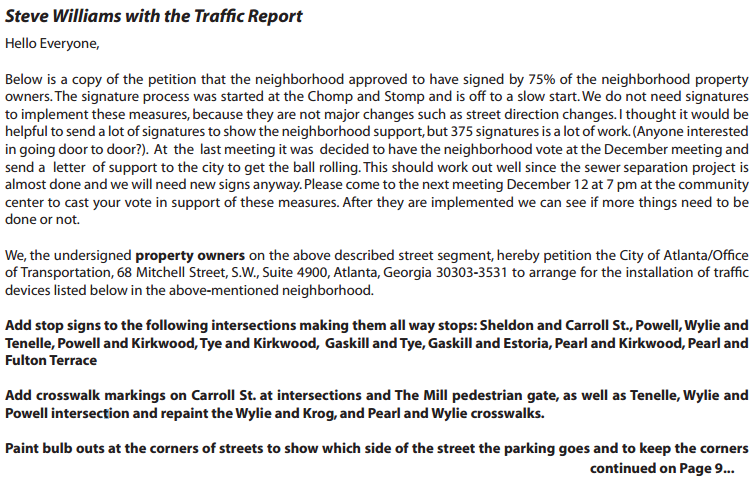 Steve Williams with the Traffic Report
Hello Everyone,
Below is a copy of the petition that the neighborhood approved to have signed by 75% of the neighborhood property
owners. The signature process was started at the Chomp and Stomp and is off to a slow start. We do not need signatures
to implement these measures, because they are not major changes such as street direction changes. I thought it would be
helpful to send a lot of signatures to show the neighborhood support, but 375 signatures is a lot of work. (Anyone interested
in going door to door?). At the last meeting it was decided to have the neighborhood vote at the December meeting and
send a letter of support to the city to get the ball rolling. This should work out well since the sewer separation project is
almost done and we will need new signs anyway. Please come to the next meeting December 12 at 7 pm at the community
center to cast your vote in support of these measures. After they are implemented we can see if more things need to be
done or not.
We, the undersigned property owners on the above described street segment, hereby petition the City of Atlanta/Office
of Transportation, 68 Mitchell Street, S.W., Suite 4900, Atlanta, Georgia 30303-3531 to arrange for the installation of traffic
devices listed below in the above-mentioned neighborhood.
Add stop signs to the following intersections making them all way stops: Sheldon and Carroll St., Powell, Wylie and
Tenelle, Powell and Kirkwood, Tye and Kirkwood, Gaskill and Tye, Gaskill and Estoria, Pearl and Kirkwood, Pearl and
Fulton Terrace
Add crosswalk markings on Carroll St. at intersections and The Mill pedestrian gate, as well as Tenelle, Wylie and
Powell intersection and repaint the Wylie and Krog, and Pearl and Wylie crosswalks.
Paint bulb outs at the corners of streets to show which side of the street the parking goes and to keep the corners
continued on Page 9...